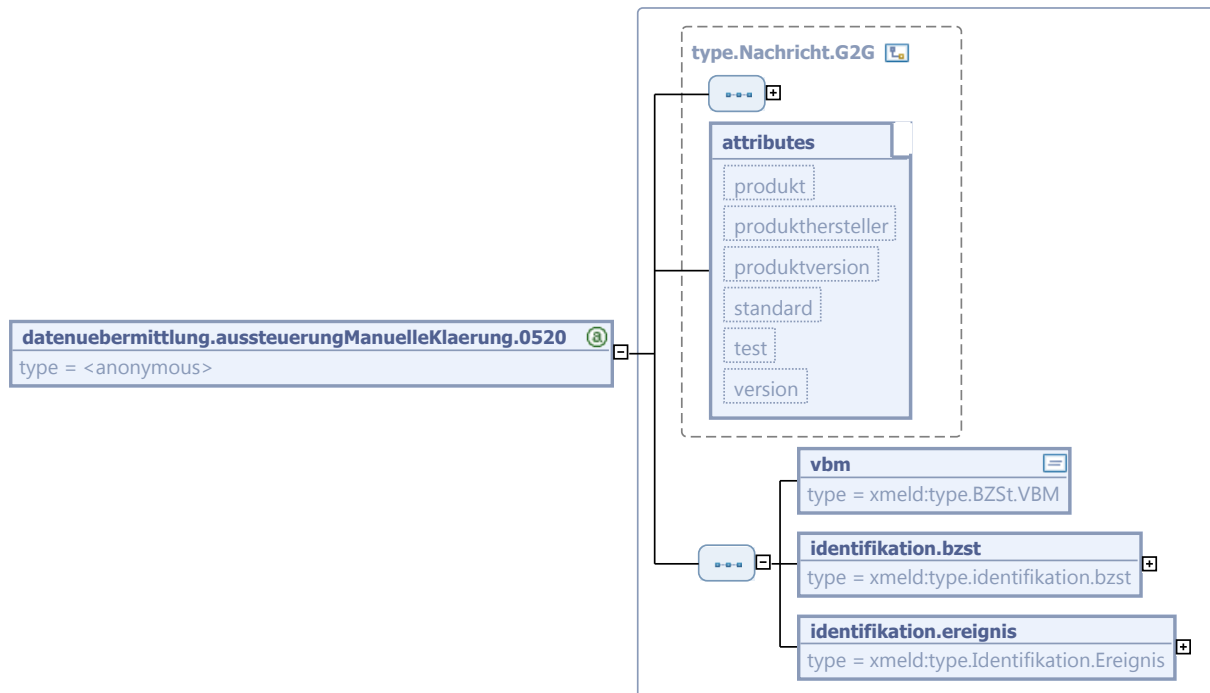 type.Nachricht.G2G
attributes
produkt
produkthersteller
produktversion
standard
test
version
datenuebermittlung.aussteuerungManuelleKlaerung.0520
type = <anonymous>
vbm
type = xmeld:type.BZSt.VBM
identifikation.bzst
type = xmeld:type.identifikation.bzst
identifikation.ereignis
type = xmeld:type.Identifikation.Ereignis